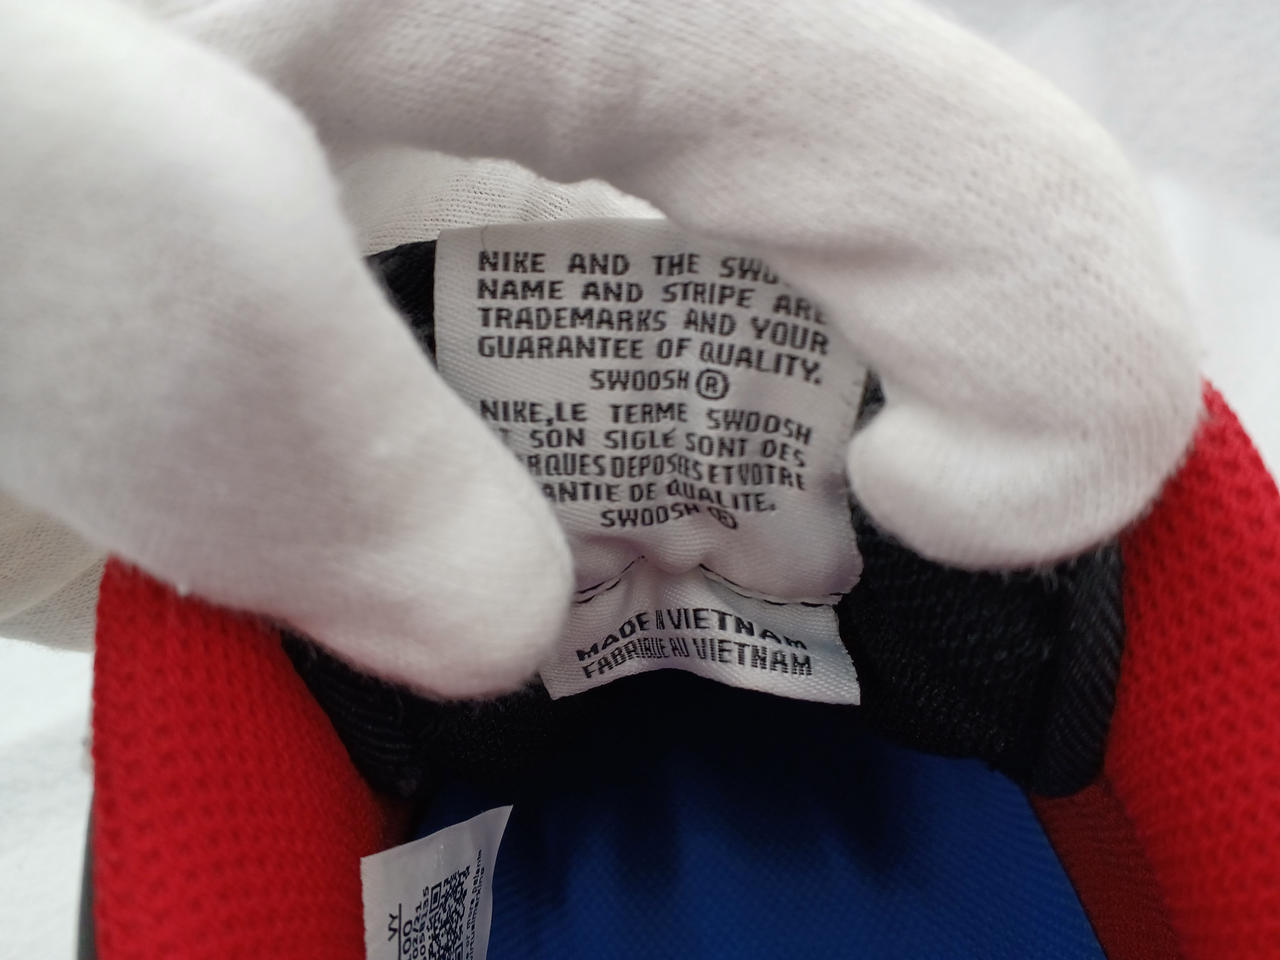 NIKE AND THE
NAME AND STRIPE ARE
TRADEMARKS AND YOUR
GUARANTEE OF QUALITY.
SWOOSH ®
NIKE,LE TERME SWOOSH
SON SIGLE SONT DES
DEPOSEES ET VOTRE
DE QUALITE.
SWOOSH ®
MADE IN VIETNAM
FABRIQUE AU VIETNAM
VY